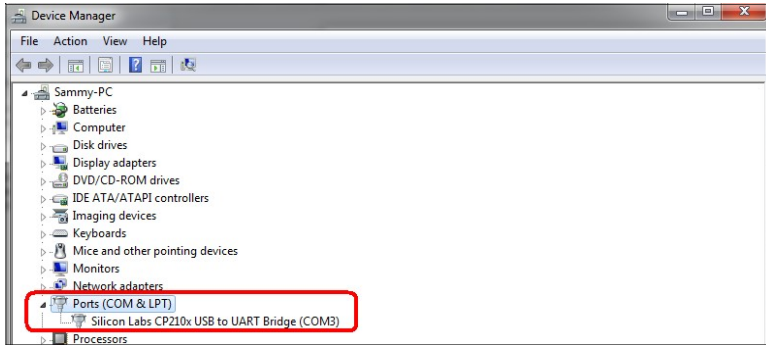 Device Manager
File Action View Help
Sammy-PC
Batteries
Computer
Disk drives
Display adapters
DVD/CD-ROM drives
IDE ATA/ATAPI controllers
Imaging devices
Keyboards
Mice and other pointing devices
Monitors
Network adapters
Ports (COM & LPT)
Silicon Labs CP210x USB to UART Bridge (COM3)
Processors